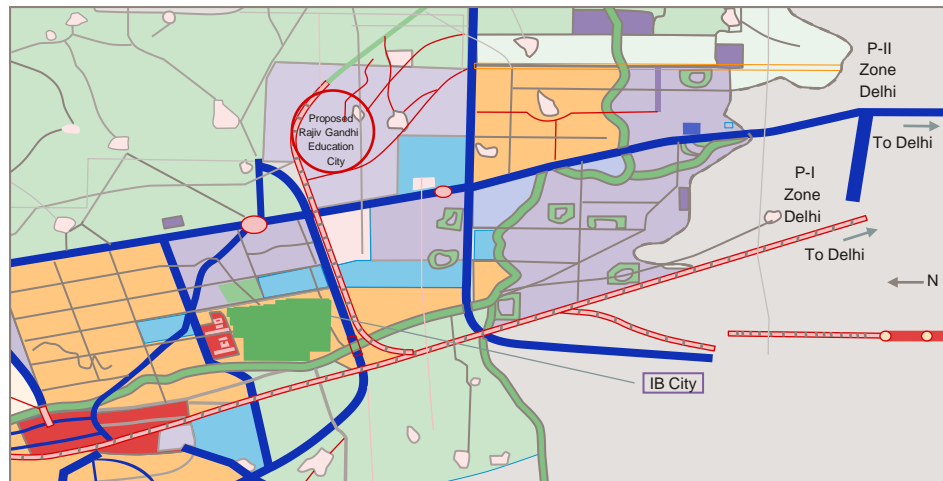 P-II
Zone
Delhi
Proposed
Rajiv Gandhi
Education
City
To Delhi
P-I
Zone
Delhi
To Delhi
N
IB City